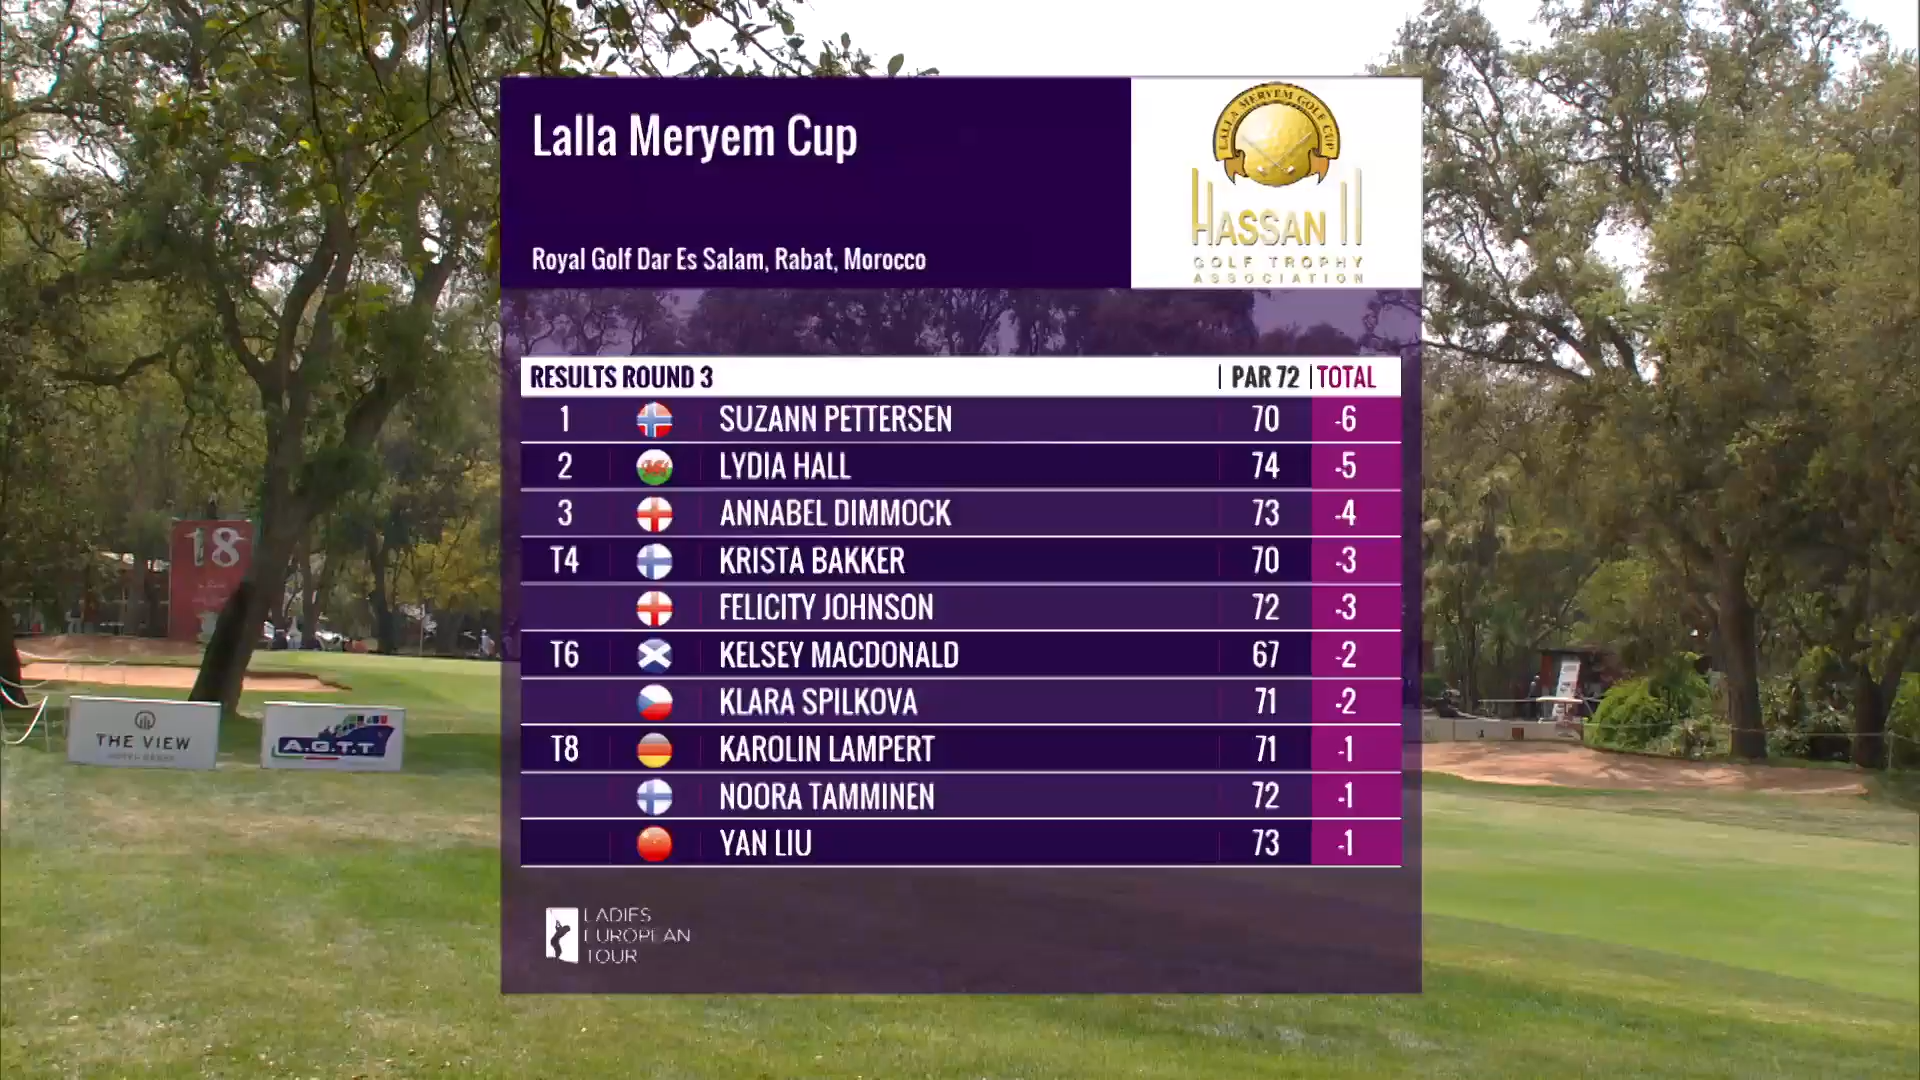 Lalla Meryem Cup
Royal Golf Dar Es Salam, Rabat, Morocco
LALLA MERYEM GOLF CUP
HASSAN II
GOLF TROPHY
ASSOCIATION
RESULTS ROUND 3 | PAR 72 | TOTAL
1 SUZANN PETTERSEN 70 -6
2 LYDIA HALL 74 -5
3 ANNABEL DIMMOCK 73 -4
T4 KRISTA BAKKER 70 -3
FELICITY JOHNSON 72 -3
T6 KELSEY MACDONALD 67 -2
KLARA SPILKOVA 71 -2
T8 KAROLIN LAMPERT 71 -1
NOORA TAMMINEN 72 -1
YAN LIU 73 -1
LADIES
EUROPEAN
TOUR
18
THE VIEW
A.G.T.T